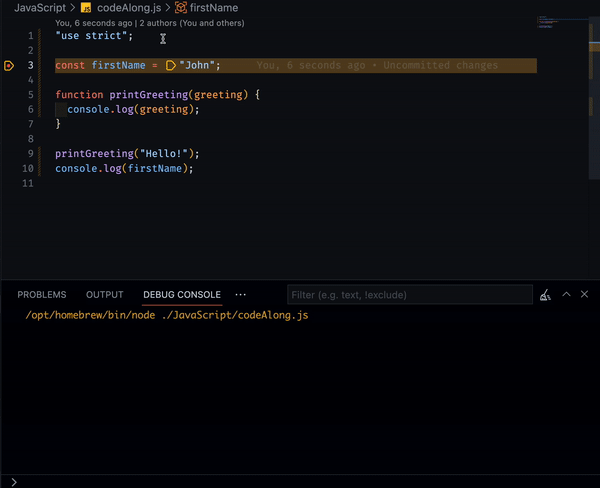 JavaScript > JS codeAlong.js > firstName
You, 6 seconds ago | 2 authors (You and others)
1 "use strict";
2
3 const firstName = "John"; You, 6 seconds ago • Uncommitted changes
4
5 function printGreeting(greeting) {
6 console.log(greeting);
7 }
8
9 printGreeting("Hello!");
10 console.log(firstName);
11
PROBLEMS OUTPUT DEBUG CONSOLE ··· Filter (e.g. text, !exclude)
/opt/homebrew/bin/node ./JavaScript/codeAlong.js
>